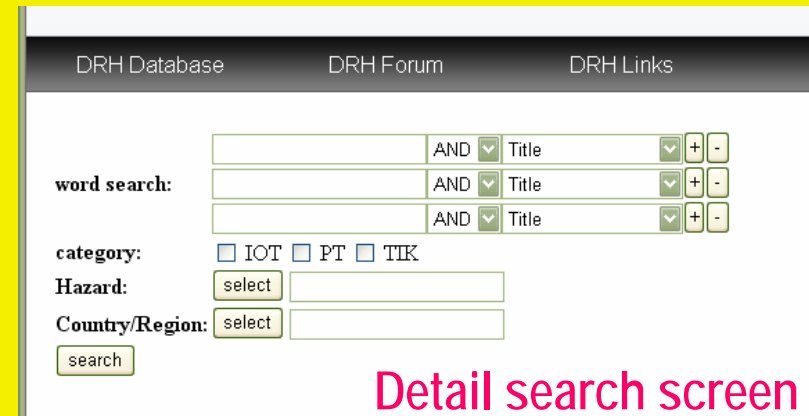 DRH Database DRH Forum DRH Links
AND Title + -
word search: AND Title + -
AND Title + -
category: IOT PT TIK
Hazard: select
Country/Region: select
search
Detail search screen